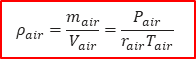 ρ_air = m_air / V_air = P_air / (r_air T_air)